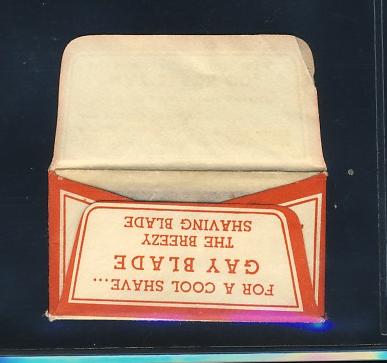 FOR A COOL SHAVE...
GAY BLADE
THE BREEZY
SHAVING BLADE